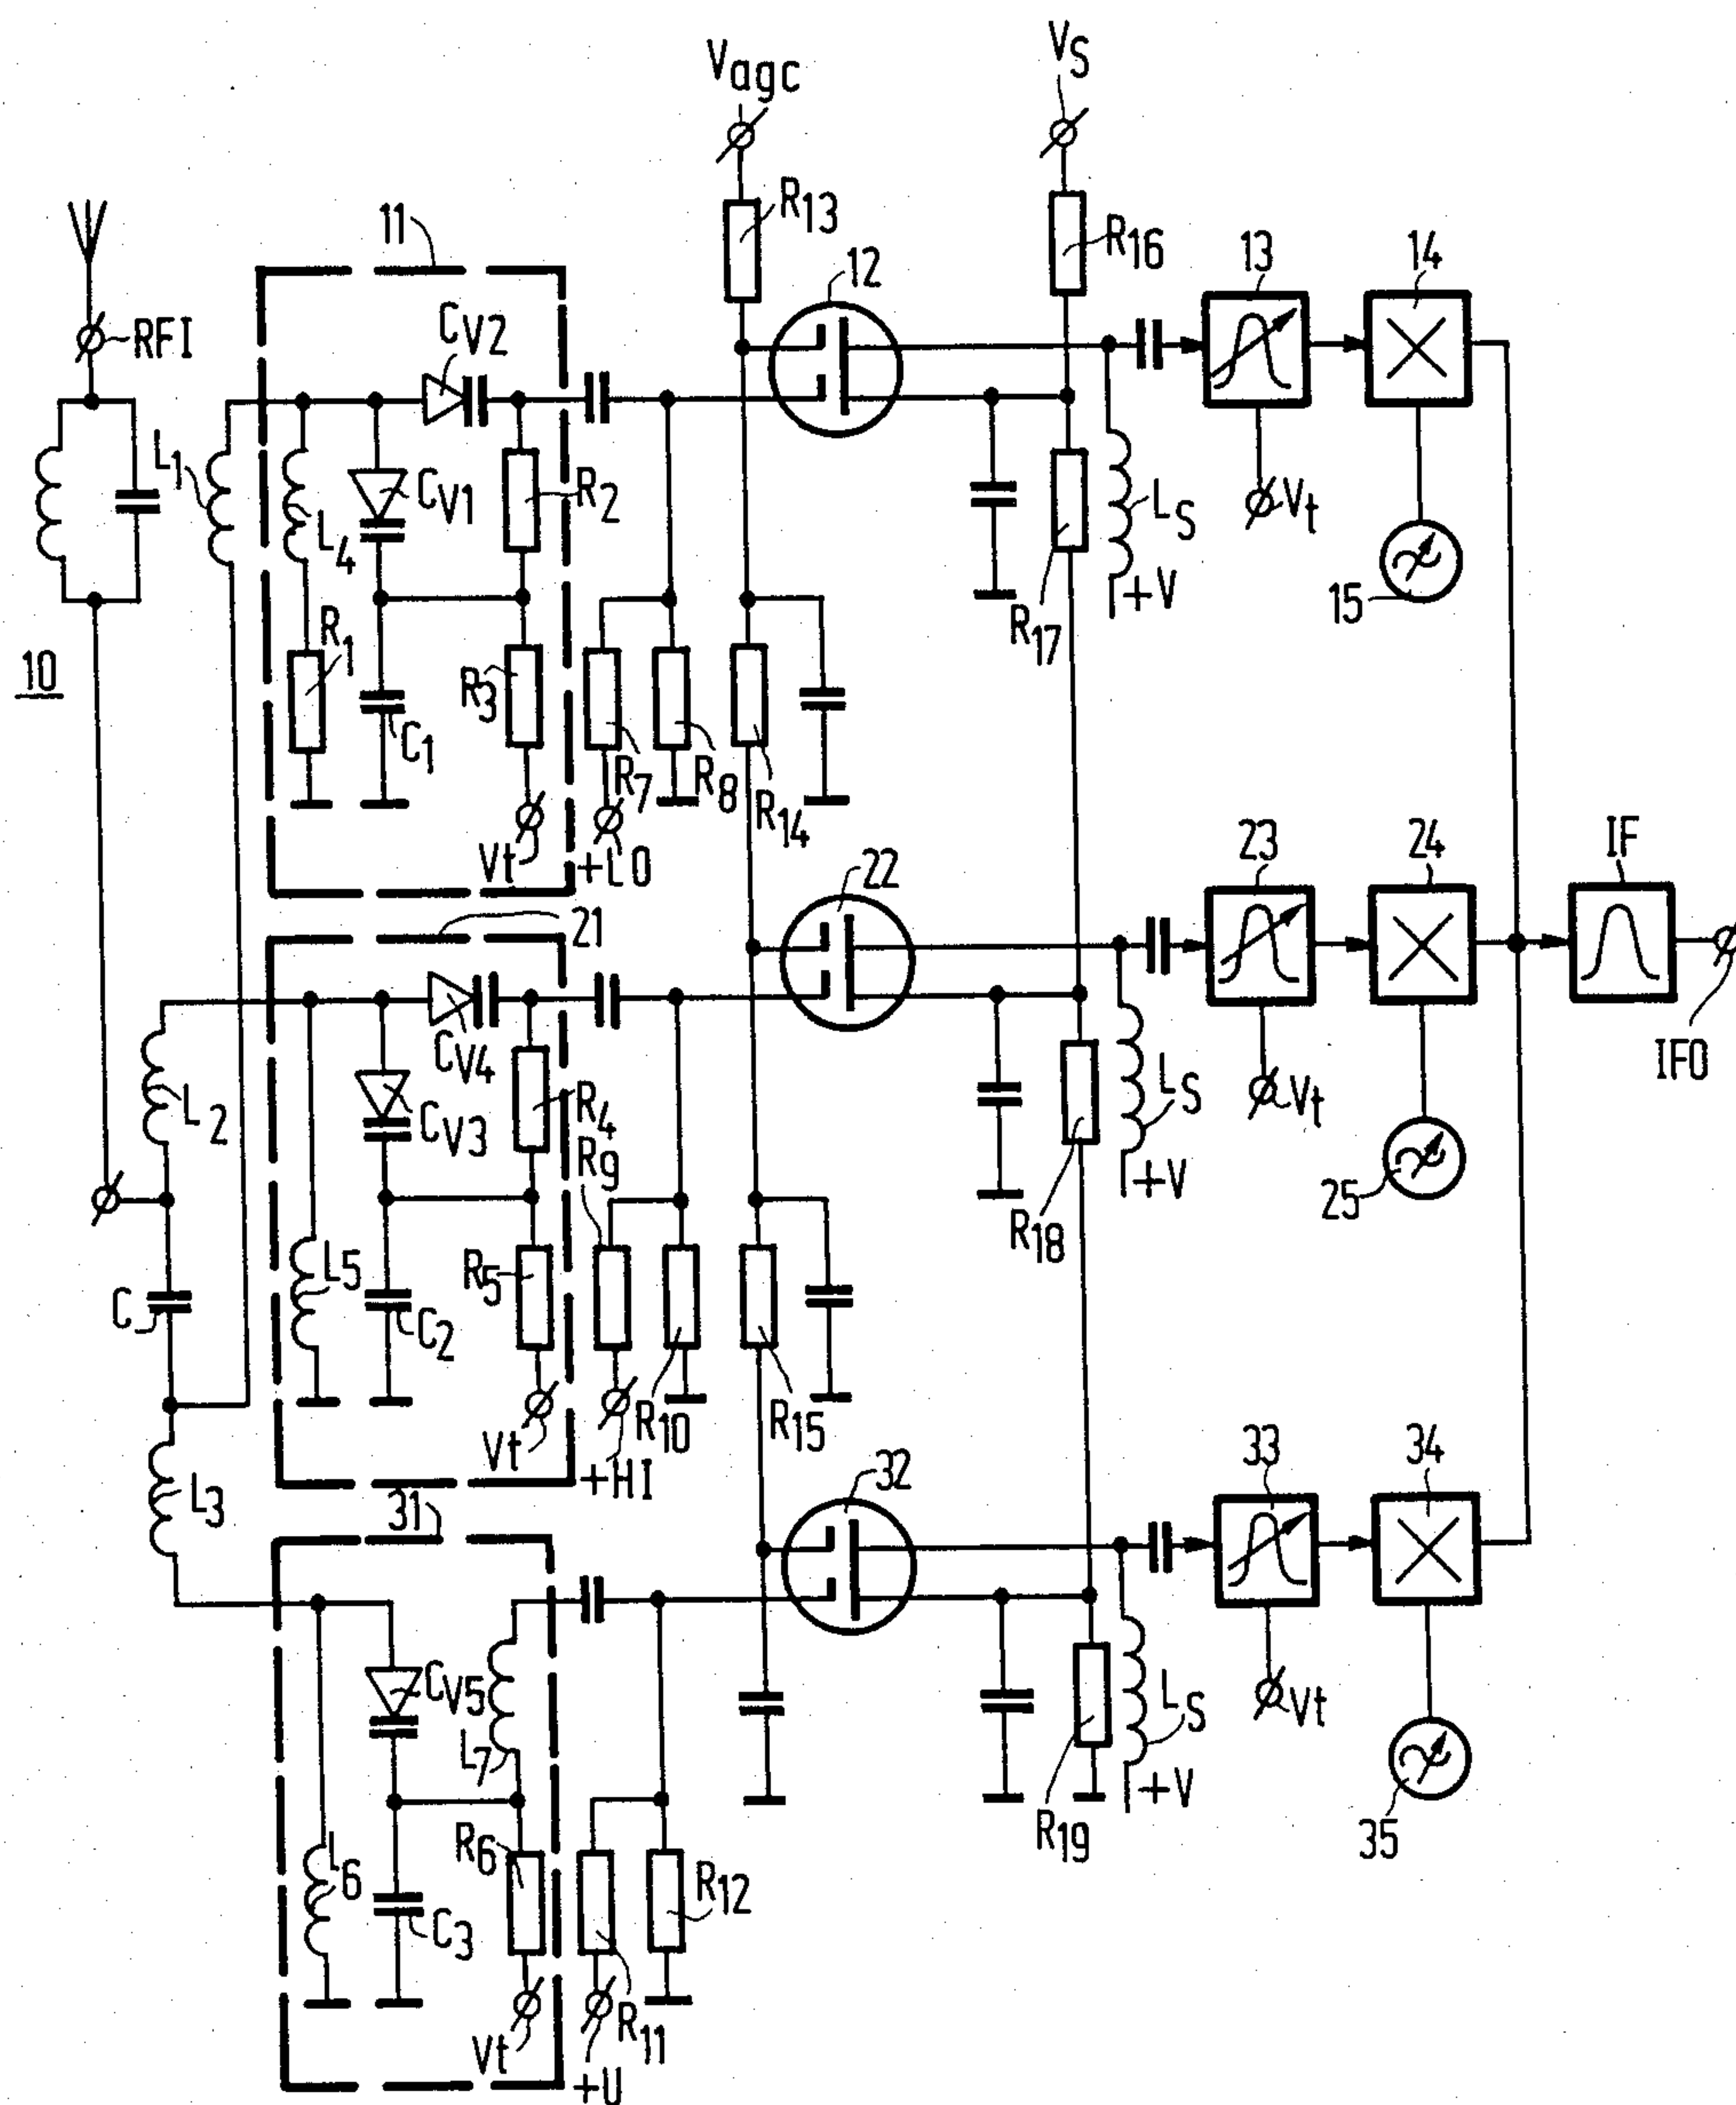 Vagc
VS
R13
R16
11
12
13
14
RFI
CV2
L1
CV1
R2
L4
LS
Vt
+V
R17
15
10
R1
R3
C1
R7
R8
R14
Vt
+LO
22
23
24
IF
21
CV4
L2
CV3
R4
LS
Vt
IFO
R9
+V
R18
25
L5
R5
C
C2
R10
R15
Vt
+HI
32
33
34
L3
31
CV5
LS
Vt
L7
+V
R19
35
R6
L6
R12
C3
R11
Vt
+U